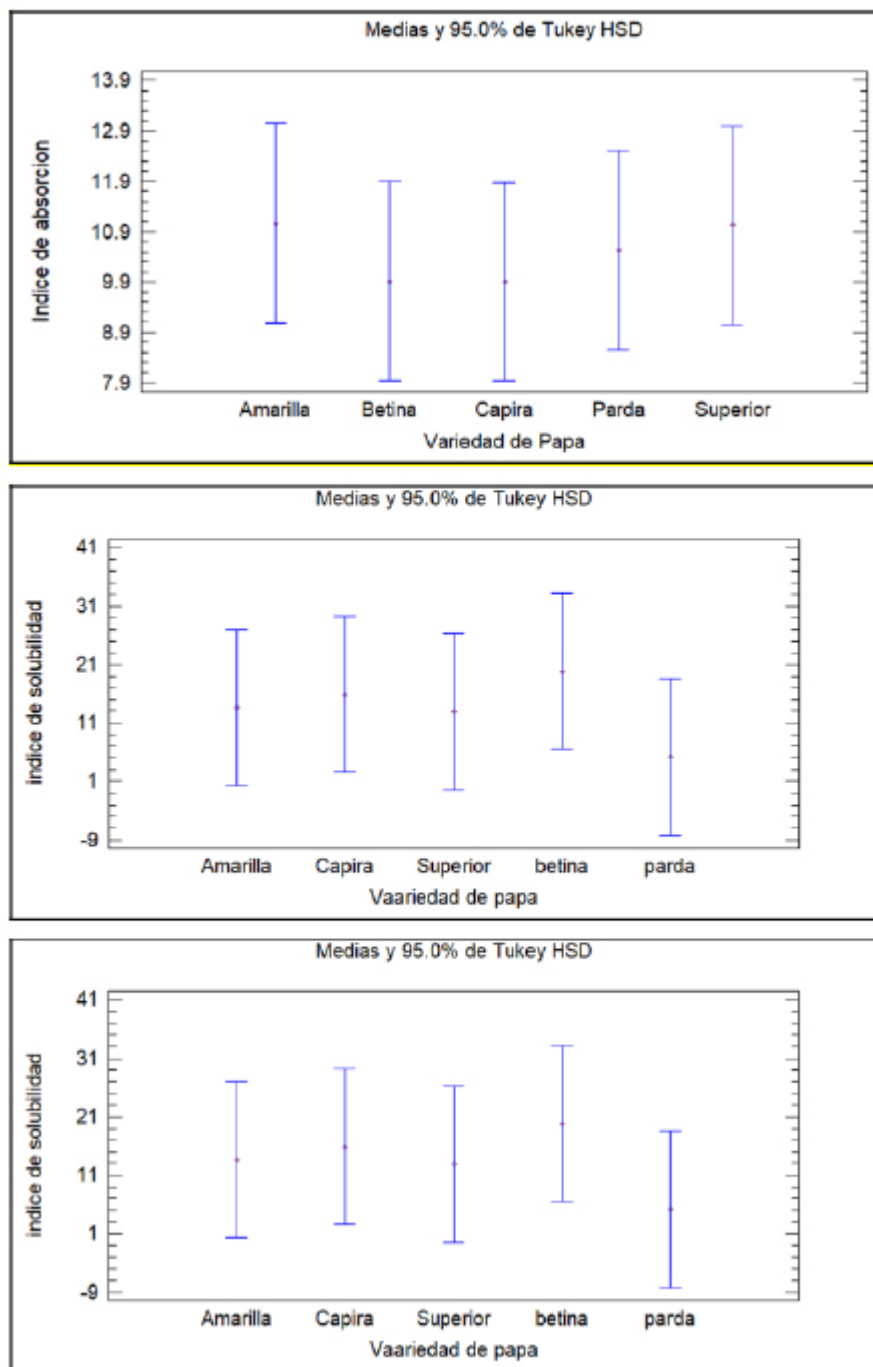 Medias y 95.0% de Tukey HSD
13.9
12.9
11.9
10.9
9.9
8.9
7.9
Indice de absorcion
Amarilla Betina Capira Parda Superior
Variedad de Papa
Medias y 95.0% de Tukey HSD
41
31
21
11
1
-9
indice de solubilidad
Amarilla Capira Superior betina parda
Vaariedad de papa
Medias y 95.0% de Tukey HSD
41
31
21
11
1
-9
indice de solubilidad
Amarilla Capira Superior betina parda
Vaariedad de papa